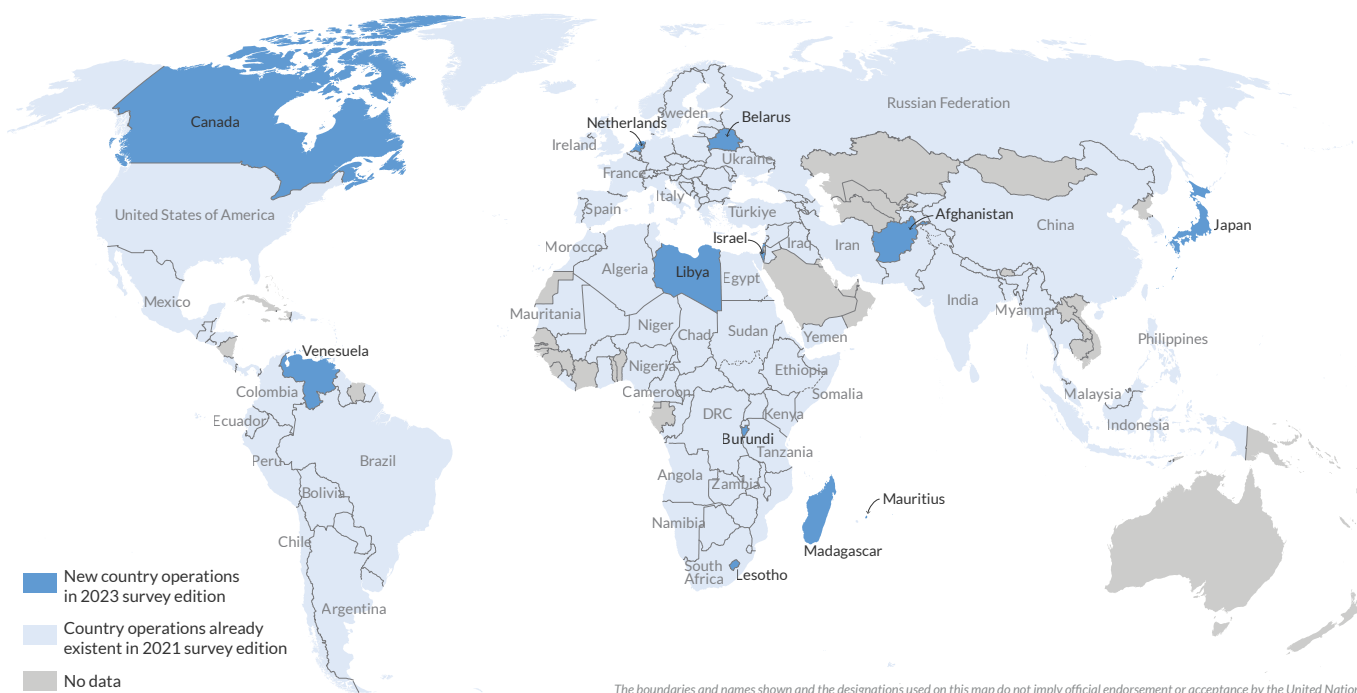 Canada
Russian Federation
Sweden
Belarus
Netherlands
Ireland
Ukraine
France
Italy
Spain
Türkiye
United States of America
Afghanistan
China
Japan
Israel
Iraq
Iran
Morocco
Algeria
Libya
Egypt
Mexico
India
Myanmar
Mauritania
Niger
Chad
Sudan
Yemen
Philippines
Venesuela
Nigeria
Ethiopia
Colombia
Cameroon
Somalia
Malaysia
Ecuador
DRC
Kenya
Indonesia
Burundi
Tanzania
Peru
Brazil
Angola
Zambia
Bolivia
Mauritius
Namibia
Chile
Madagascar
South
Africa
Lesotho
Argentina
New country operations
in 2023 survey edition
Country operations already
existent in 2021 survey edition
No data
The boundaries and names shown and the designations used on this map do not imply official endorsement or acceptance by the United Nation